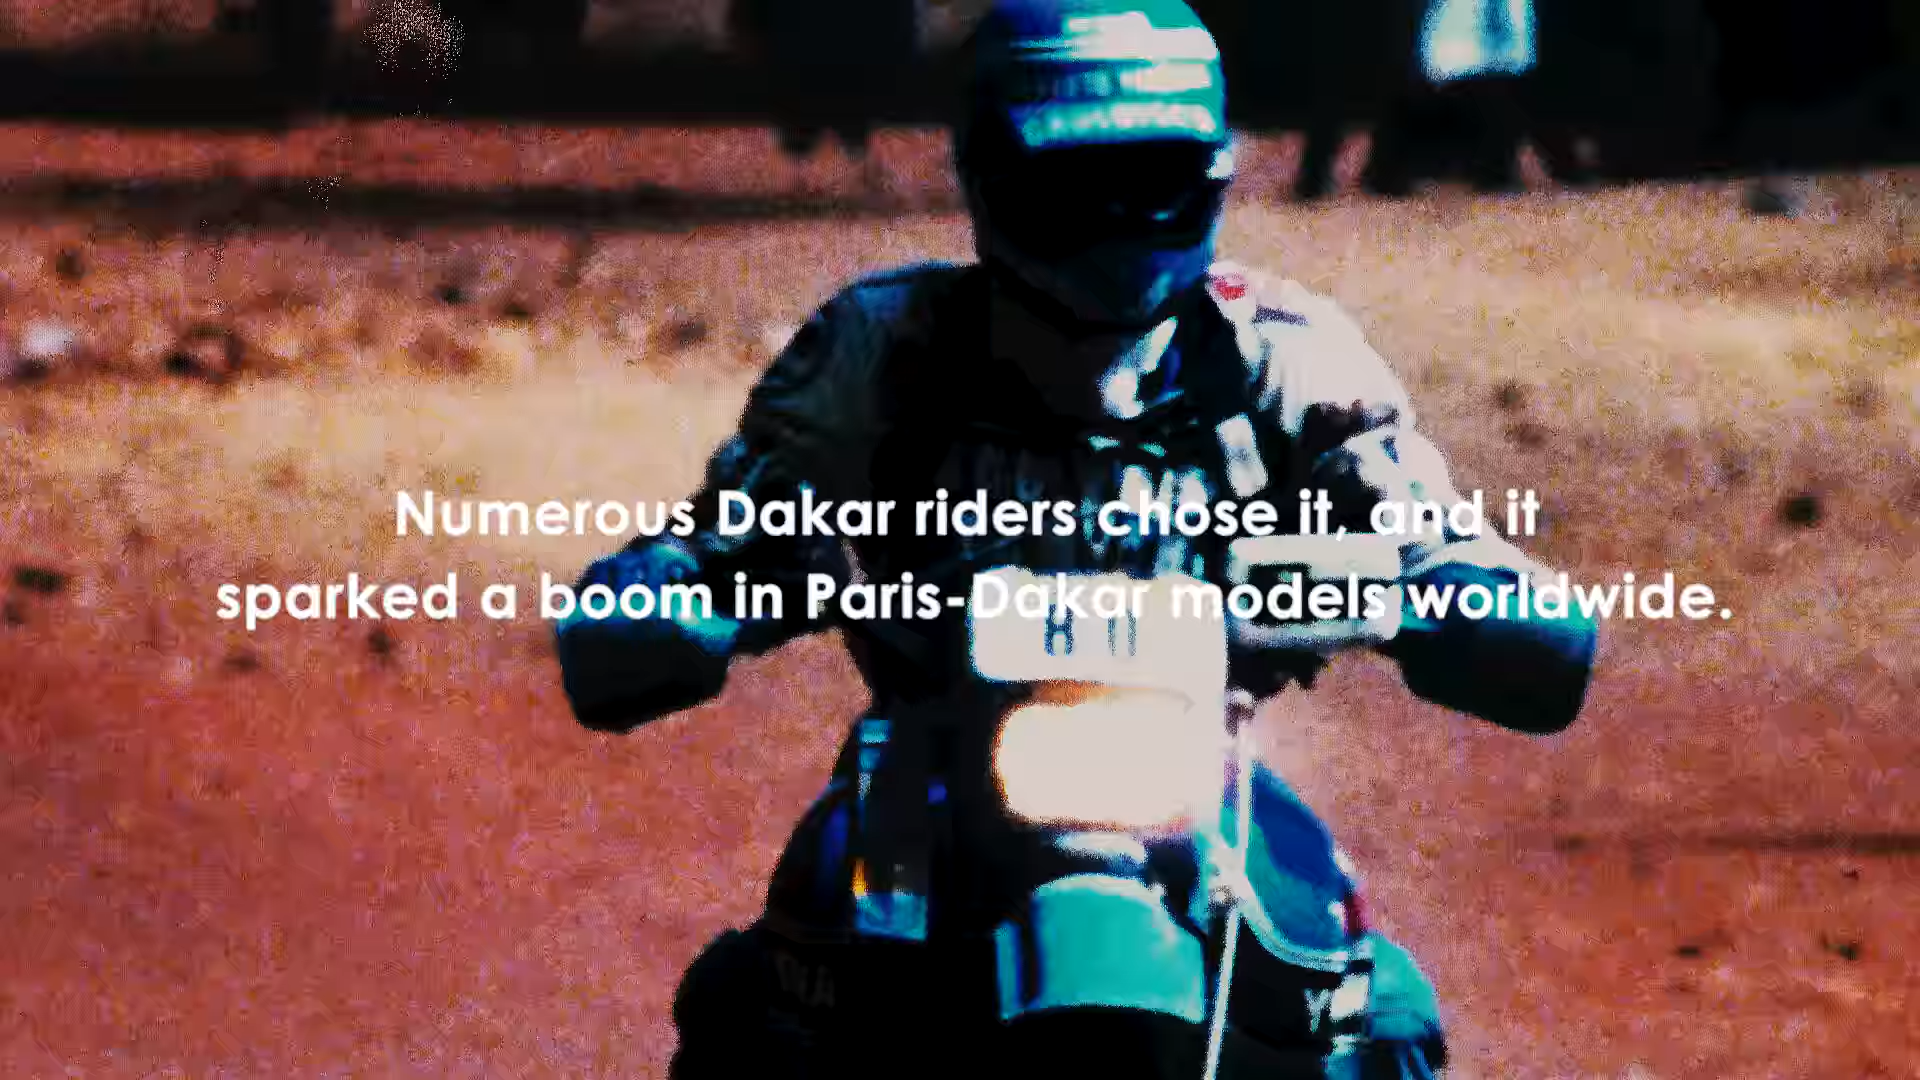 Numerous Dakar riders chose it, and it
sparked a boom in Paris-Dakar models worldwide.